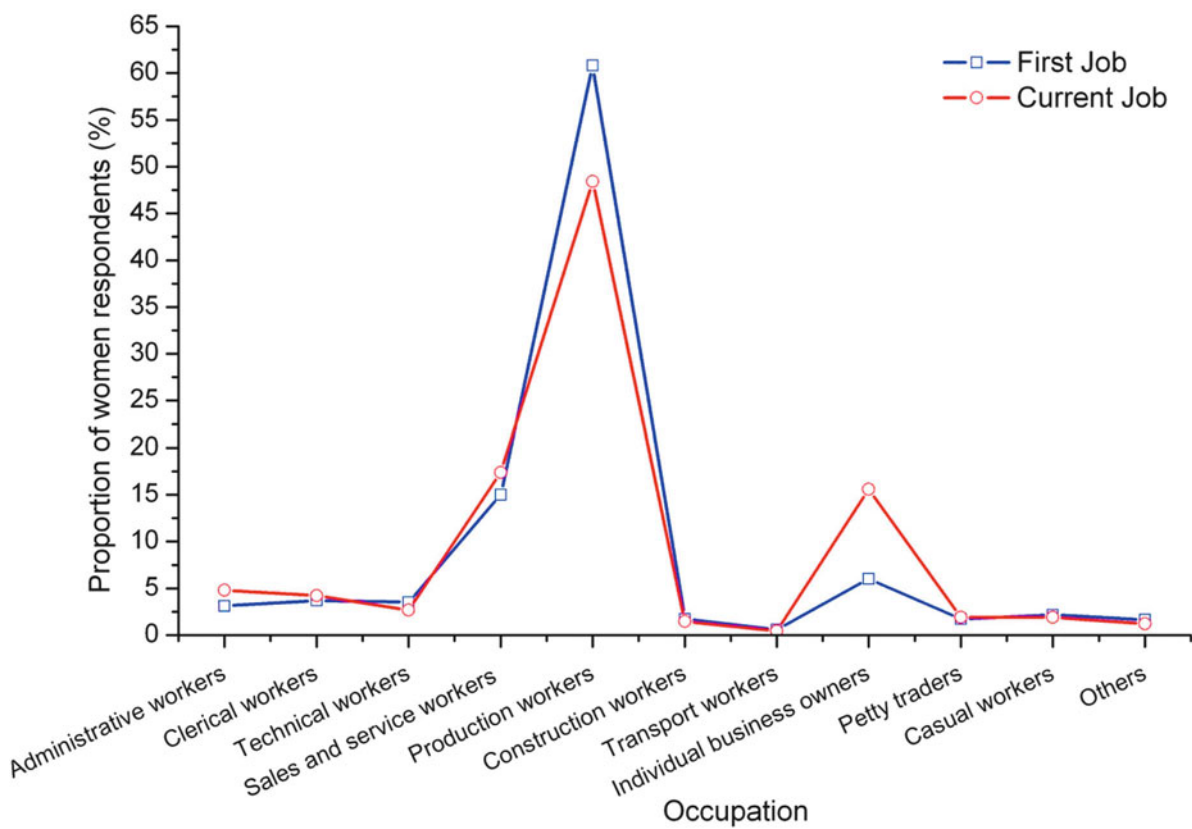 65
60
55
50
45
40
35
30
25
20
15
10
5
0
Proportion of women respondents (%)
First Job
Current Job
Administrative workers
Clerical workers
Technical workers
Sales and service workers
Production workers
Construction workers
Transport workers
Individual business owners
Petty traders
Casual workers
Others
Occupation